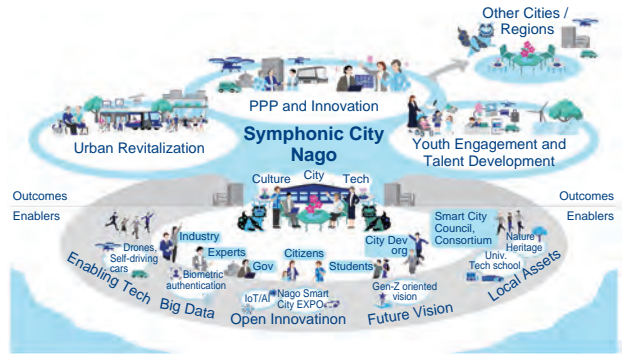 Other Cities /
Regions
PPP and Innovation
Urban Revitalization
Symphonic City
Nago
Youth Engagement and
Talent Development
Culture City Tech
Outcomes
Outcomes
Enablers
Enablers
Drones,
Self-driving
cars
Industry
Experts
Biometric
authentication
Gov
Citizens
Students
City Dev
org
Smart City
Council,
Consortium
Nature
Heritage
Univ.
Tech school
IoT/AI
Nago Smart
City EXPO
Gen-Z oriented
vision
Enabling Tech
Big Data
Open Innovatinon
Future Vision
Local Assets